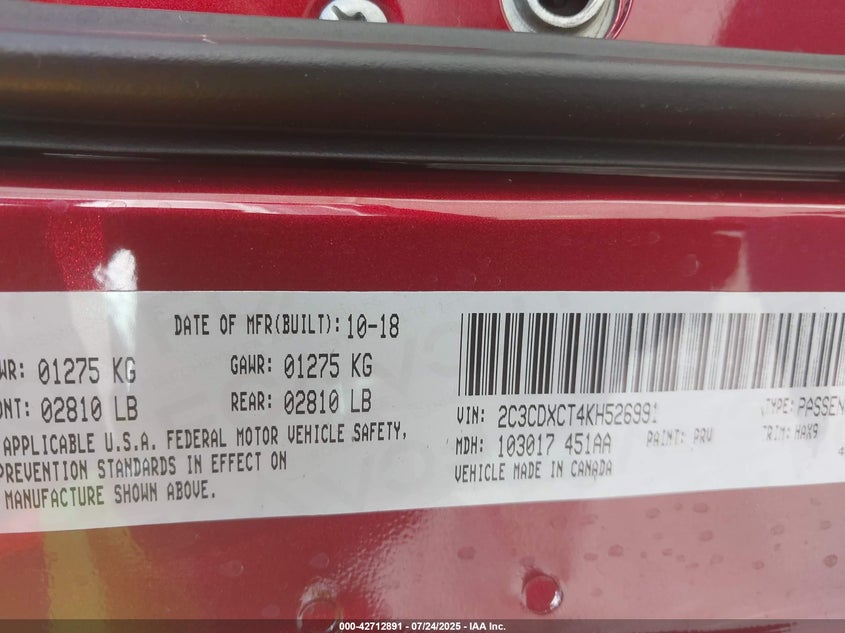 DATE OF MFR(BUILT): 10-18
WR: 01275 KG GAWR: 01275 KG
ONT: 02810 LB REAR: 02810 LB
APPLICABLE U.S.A. FEDERAL MOTOR VEHICLE SAFETY,
PREVENTION STANDARDS IN EFFECT ON
MANUFACTURE SHOWN ABOVE.
VIN: 2C3CDXCT4KH526991 TYPE: PASSEN
MDH: 103017 451AA PAINT: PRV TRIM: HAX9
VEHICLE MADE IN CANADA 4
000-42712891 - 07/24/2025 - IAA Inc.